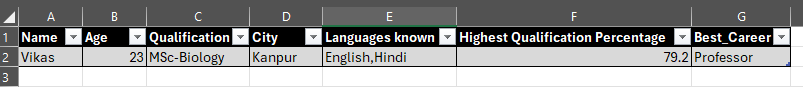 A B C D E F G
1 Name Age Qualification City Languages known Highest Qualification Percentage Best_Career
2 Vikas 23 MSc-Biology Kanpur English,Hindi 79.2 Professor
3